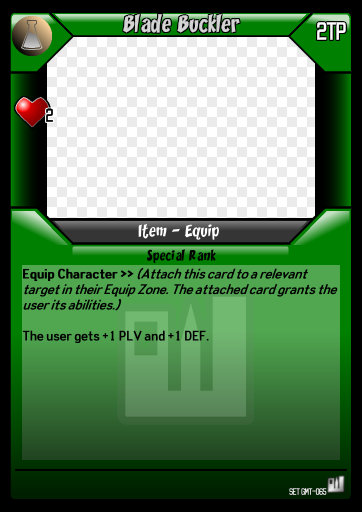 Blade Buckler
2TP
2
Item - Equip
Special Rank
Equip Character >> (Attach this card to a relevant
target in their Equip Zone. The attached card grants the
user its abilities.)
The user gets +1 PLV and +1 DEF.
SET GMT-065